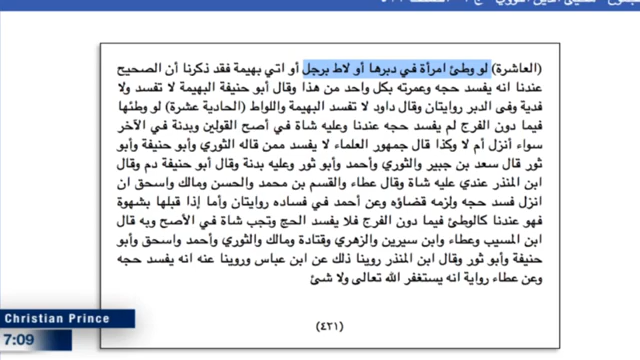 (العاشرة) لو وطئ امرأة في دبرها أو لاط برجل أو اتي بهيمة فقد ذكرنا أن الصحيح
عندنا انه يفسد حجه وعمرته بكل واحد من هذا وقال أبو حنيفة البهيمة لا تفسد ولا
فدية وفى الدبر روايتان وقال داود لا تفسد البهيمة واللواط (الحادية عشرة) لو وطئها
فيما دون الفرج لم يفسد حجه عندنا وعليه شاة في أصح القولين وبدنة في الآخر
سواء أنزل أم لا وكذا قال جمهور العلماء لا يفسد ممن قاله الثوري وأبو حنيفة وأبو
ثور قال سعد بن جبير والثوري وأحمد وأبو ثور وعليه بدنة وقال أبو حنيفة دم وقال
ابن المنذر عندي عليه شاة وقال عطاء والقسم بن محمد والحسن ومالك واسحق ان
انزل فسد حجه ولزمه قضاؤه وعن أحمد في فساده روايتان وأما إذا قبلها بشهوة
فهو عندنا كالوطئ فيما دون الفرج فلا يفسد الحج وتجب شاة في الأصح وبه قال
ابن المسيب وعطاء وابن سيرين والزهري وقتادة ومالك والثوري وأحمد واسحق وأبو
حنيفة وأبو ثور وقال ابن المنذر روينا ذلك عن ابن عباس وروينا عنه انه يفسد حجه
وعن عطاء رواية انه يستغفر الله تعالى ولا شئ
(٤٢١)
Christian Prince
7:09